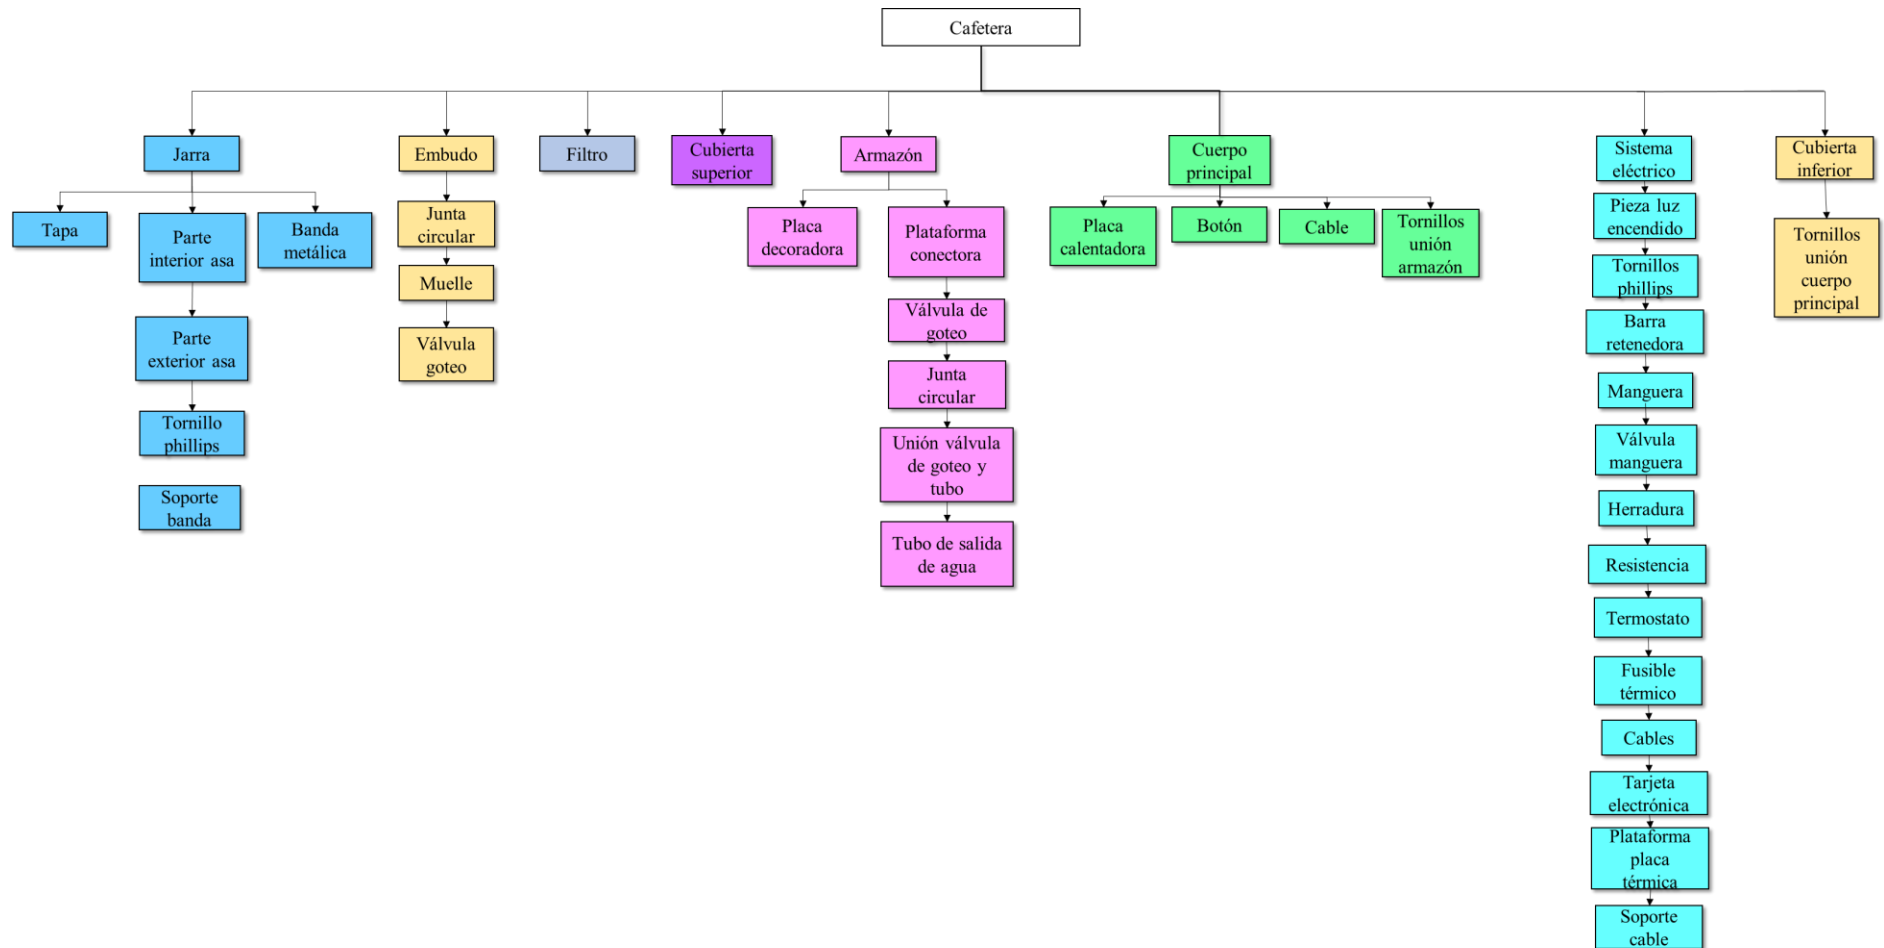 Cafetera
Jarra
Embudo
Filtro
Cubierta
superior
Armazón
Cuerpo
principal
Sistema
eléctrico
Cubierta
inferior
Tapa
Parte
interior asa
Banda
metálica
Parte
exterior asa
Tornillo
phillips
Soporte
banda
Junta
circular
Muelle
Válvula
goteo
Placa
decoradora
Plataforma
conectora
Válvula de
goteo
Junta
circular
Unión válvula
de goteo y
tubo
Tubo de salida
de agua
Placa
calentadora
Botón
Cable
Tornillos
unión
armazón
Pieza luz
encendido
Tornillos
phillips
Barra
retenedora
Manguera
Válvula
manguera
Herradura
Resistencia
Termostato
Fusible
térmico
Cables
Tarjeta
electrónica
Plataforma
placa
térmica
Soporte
cable
Tornillos
unión
cuerpo
principal